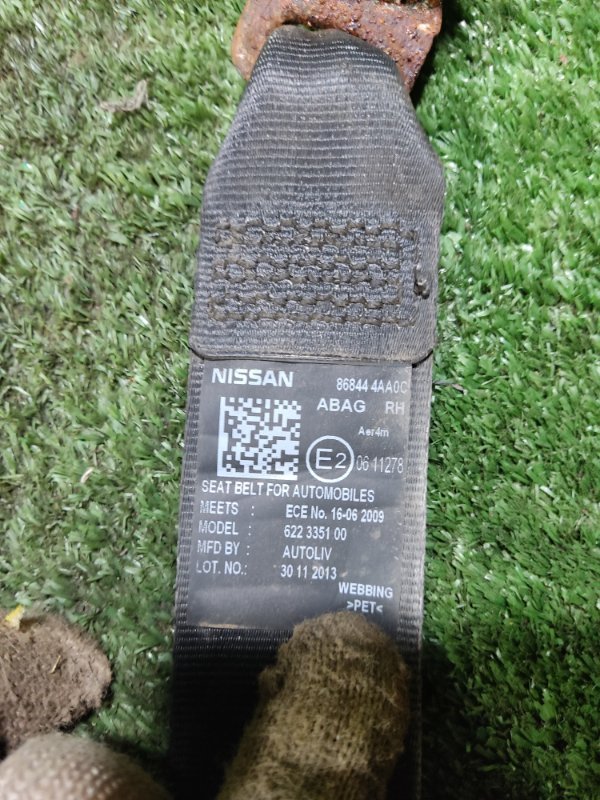 NISSAN 86844 4AA0C
ABAG RH
Aer4m
E2 06 11278
SEAT BELT FOR AUTOMOBILES
MEETS : ECE No. 16-06 2009
MODEL : 622 3351 00
MFD BY : AUTOLIV
LOT. NO.: 30 11 2013
WEBBING
>PET<